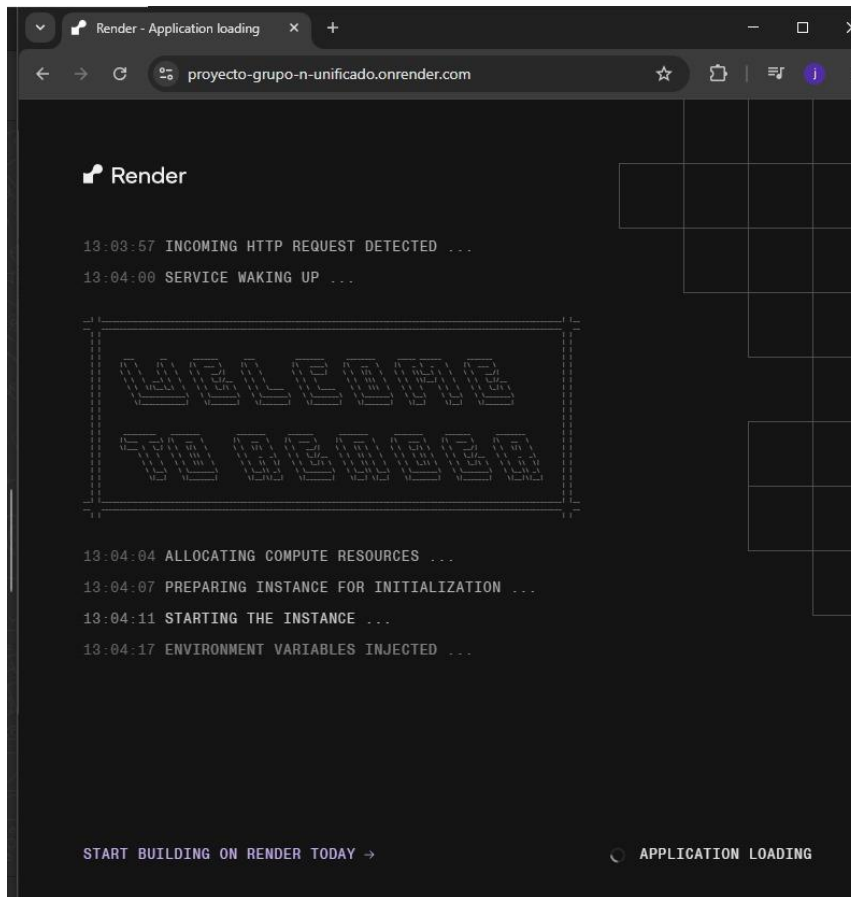 Render - Application loading
proyecto-grupo-n-unificado.onrender.com
j
Render
13:03:57 INCOMING HTTP REQUEST DETECTED ...
13:04:00 SERVICE WAKING UP ...
WELCOME
TO RENDER
13:04:04 ALLOCATING COMPUTE RESOURCES ...
13:04:07 PREPARING INSTANCE FOR INITIALIZATION ...
13:04:11 STARTING THE INSTANCE ...
13:04:17 ENVIRONMENT VARIABLES INJECTED ...
START BUILDING ON RENDER TODAY →
APPLICATION LOADING